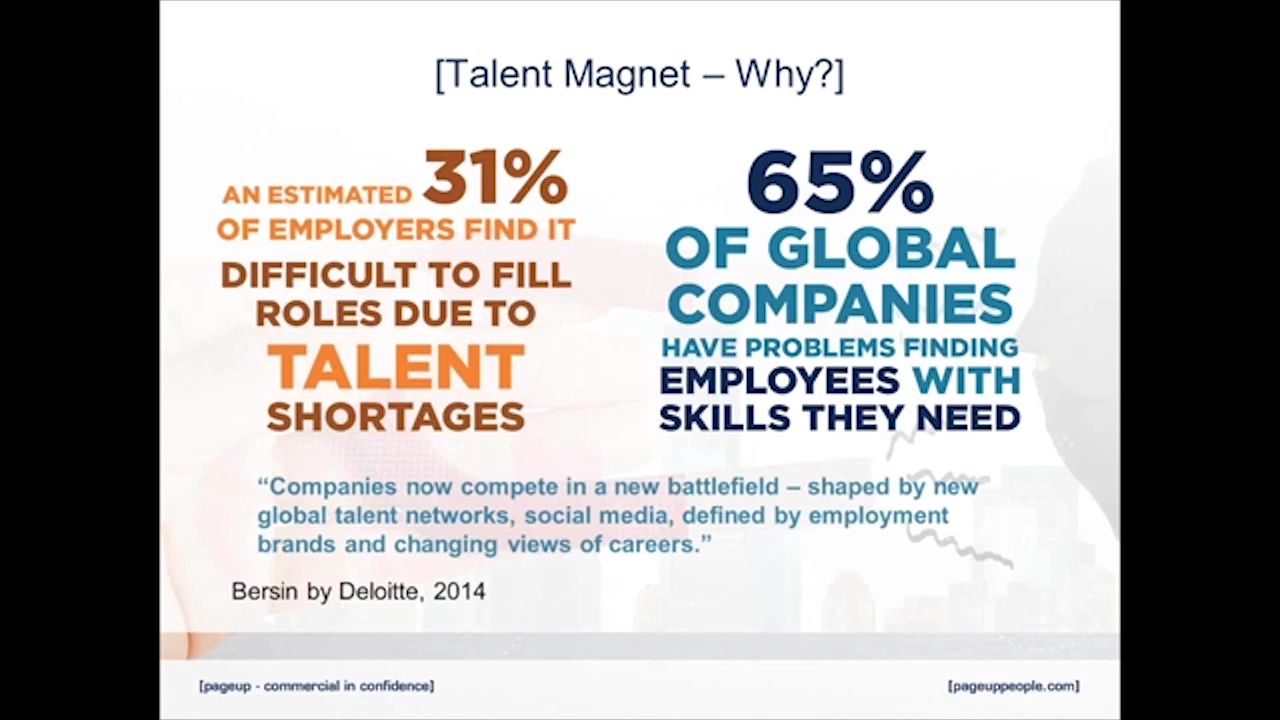 [Talent Magnet – Why?]
AN ESTIMATED 31%
OF EMPLOYERS FIND IT
DIFFICULT TO FILL
ROLES DUE TO
TALENT
SHORTAGES
65%
OF GLOBAL
COMPANIES
HAVE PROBLEMS FINDING
EMPLOYEES WITH
SKILLS THEY NEED
“Companies now compete in a new battlefield – shaped by new
global talent networks, social media, defined by employment
brands and changing views of careers.”
Bersin by Deloitte, 2014
[pageup - commercial in confidence]
[pageuppeople.com]